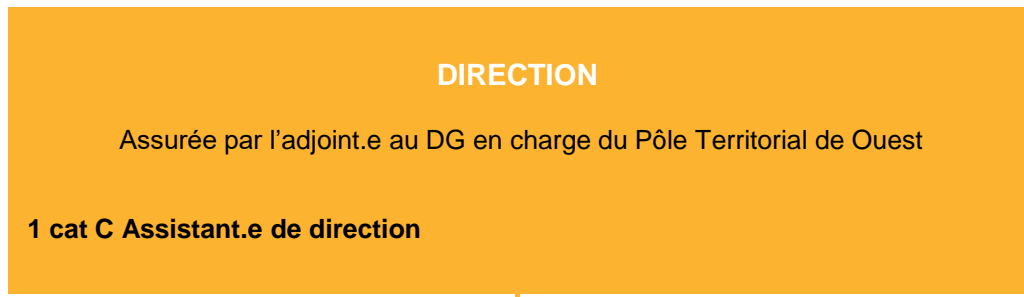 DIRECTION
Assurée par l’adjoint.e au DG en charge du Pôle Territorial de Ouest
1 cat C Assistant.e de direction